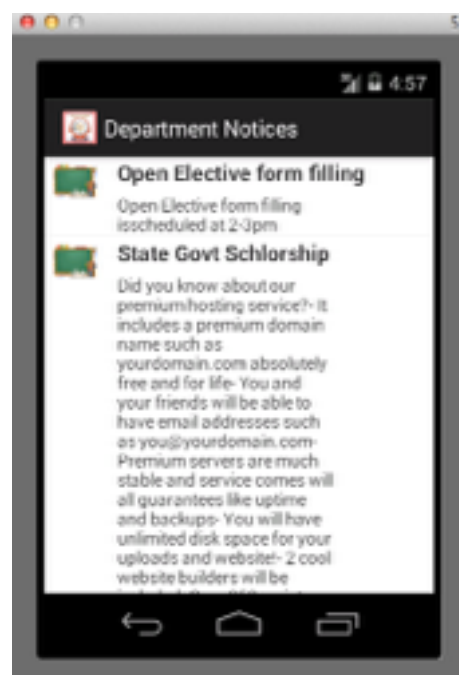 4:57
Department Notices
Open Elective form filling
Open Elective form filling
isscheduled at 2-3pm
State Govt Schlorship
Did you know about our
premium hosting service?- It
includes a premium domain
name such as
yourdomain.com absolutely
free and for life- You and
your friends will be able to
have email addresses such
as you@yourdomain.com-
Premium servers are much
stable and service comes will
all guarantees like uptime
and backups- You will have
unlimited disk space for your
uploads and website!- 2 cool
website builders will be